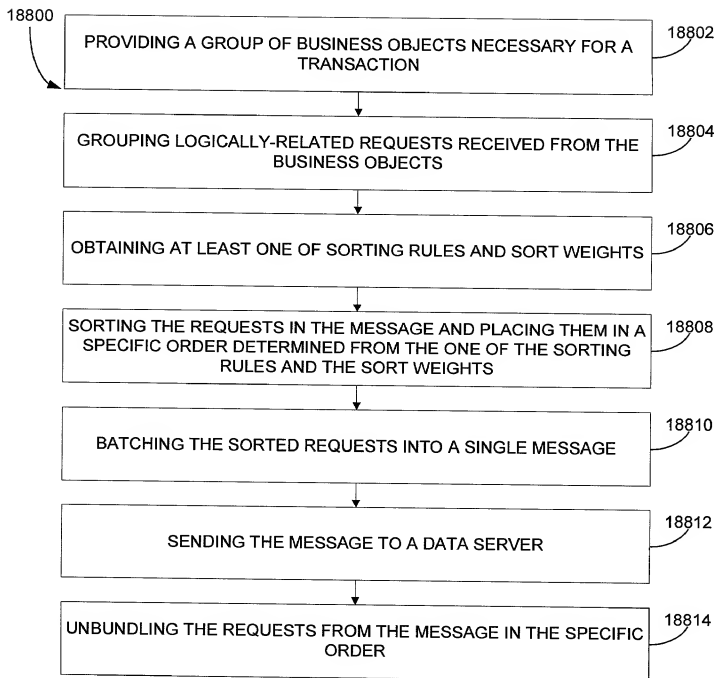 18800
PROVIDING A GROUP OF BUSINESS OBJECTS NECESSARY FOR A
TRANSACTION
18802
GROUPING LOGICALLY-RELATED REQUESTS RECEIVED FROM THE
BUSINESS OBJECTS
18804
OBTAINING AT LEAST ONE OF SORTING RULES AND SORT WEIGHTS
18806
SORTING THE REQUESTS IN THE MESSAGE AND PLACING THEM IN A
SPECIFIC ORDER DETERMINED FROM THE ONE OF THE SORTING
RULES AND THE SORT WEIGHTS
18808
BATCHING THE SORTED REQUESTS INTO A SINGLE MESSAGE
18810
SENDING THE MESSAGE TO A DATA SERVER
18812
UNBUNDLING THE REQUESTS FROM THE MESSAGE IN THE SPECIFIC
ORDER
18814